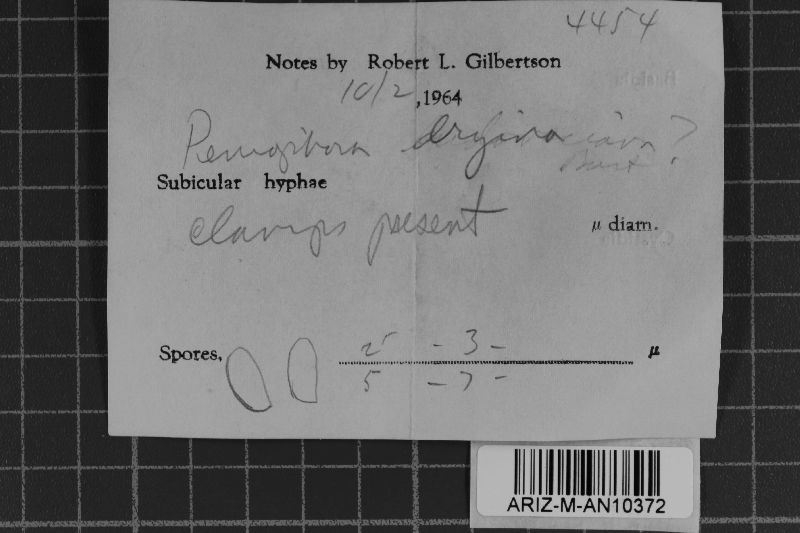 4454
Notes by Robert L. Gilbertson
10/2 ,1964
Peniophora ?
Subicular hyphae
clamps present µ diam.
Spores, 2 - 3 - µ
5 - 7 -
ARIZ-M-AN10372